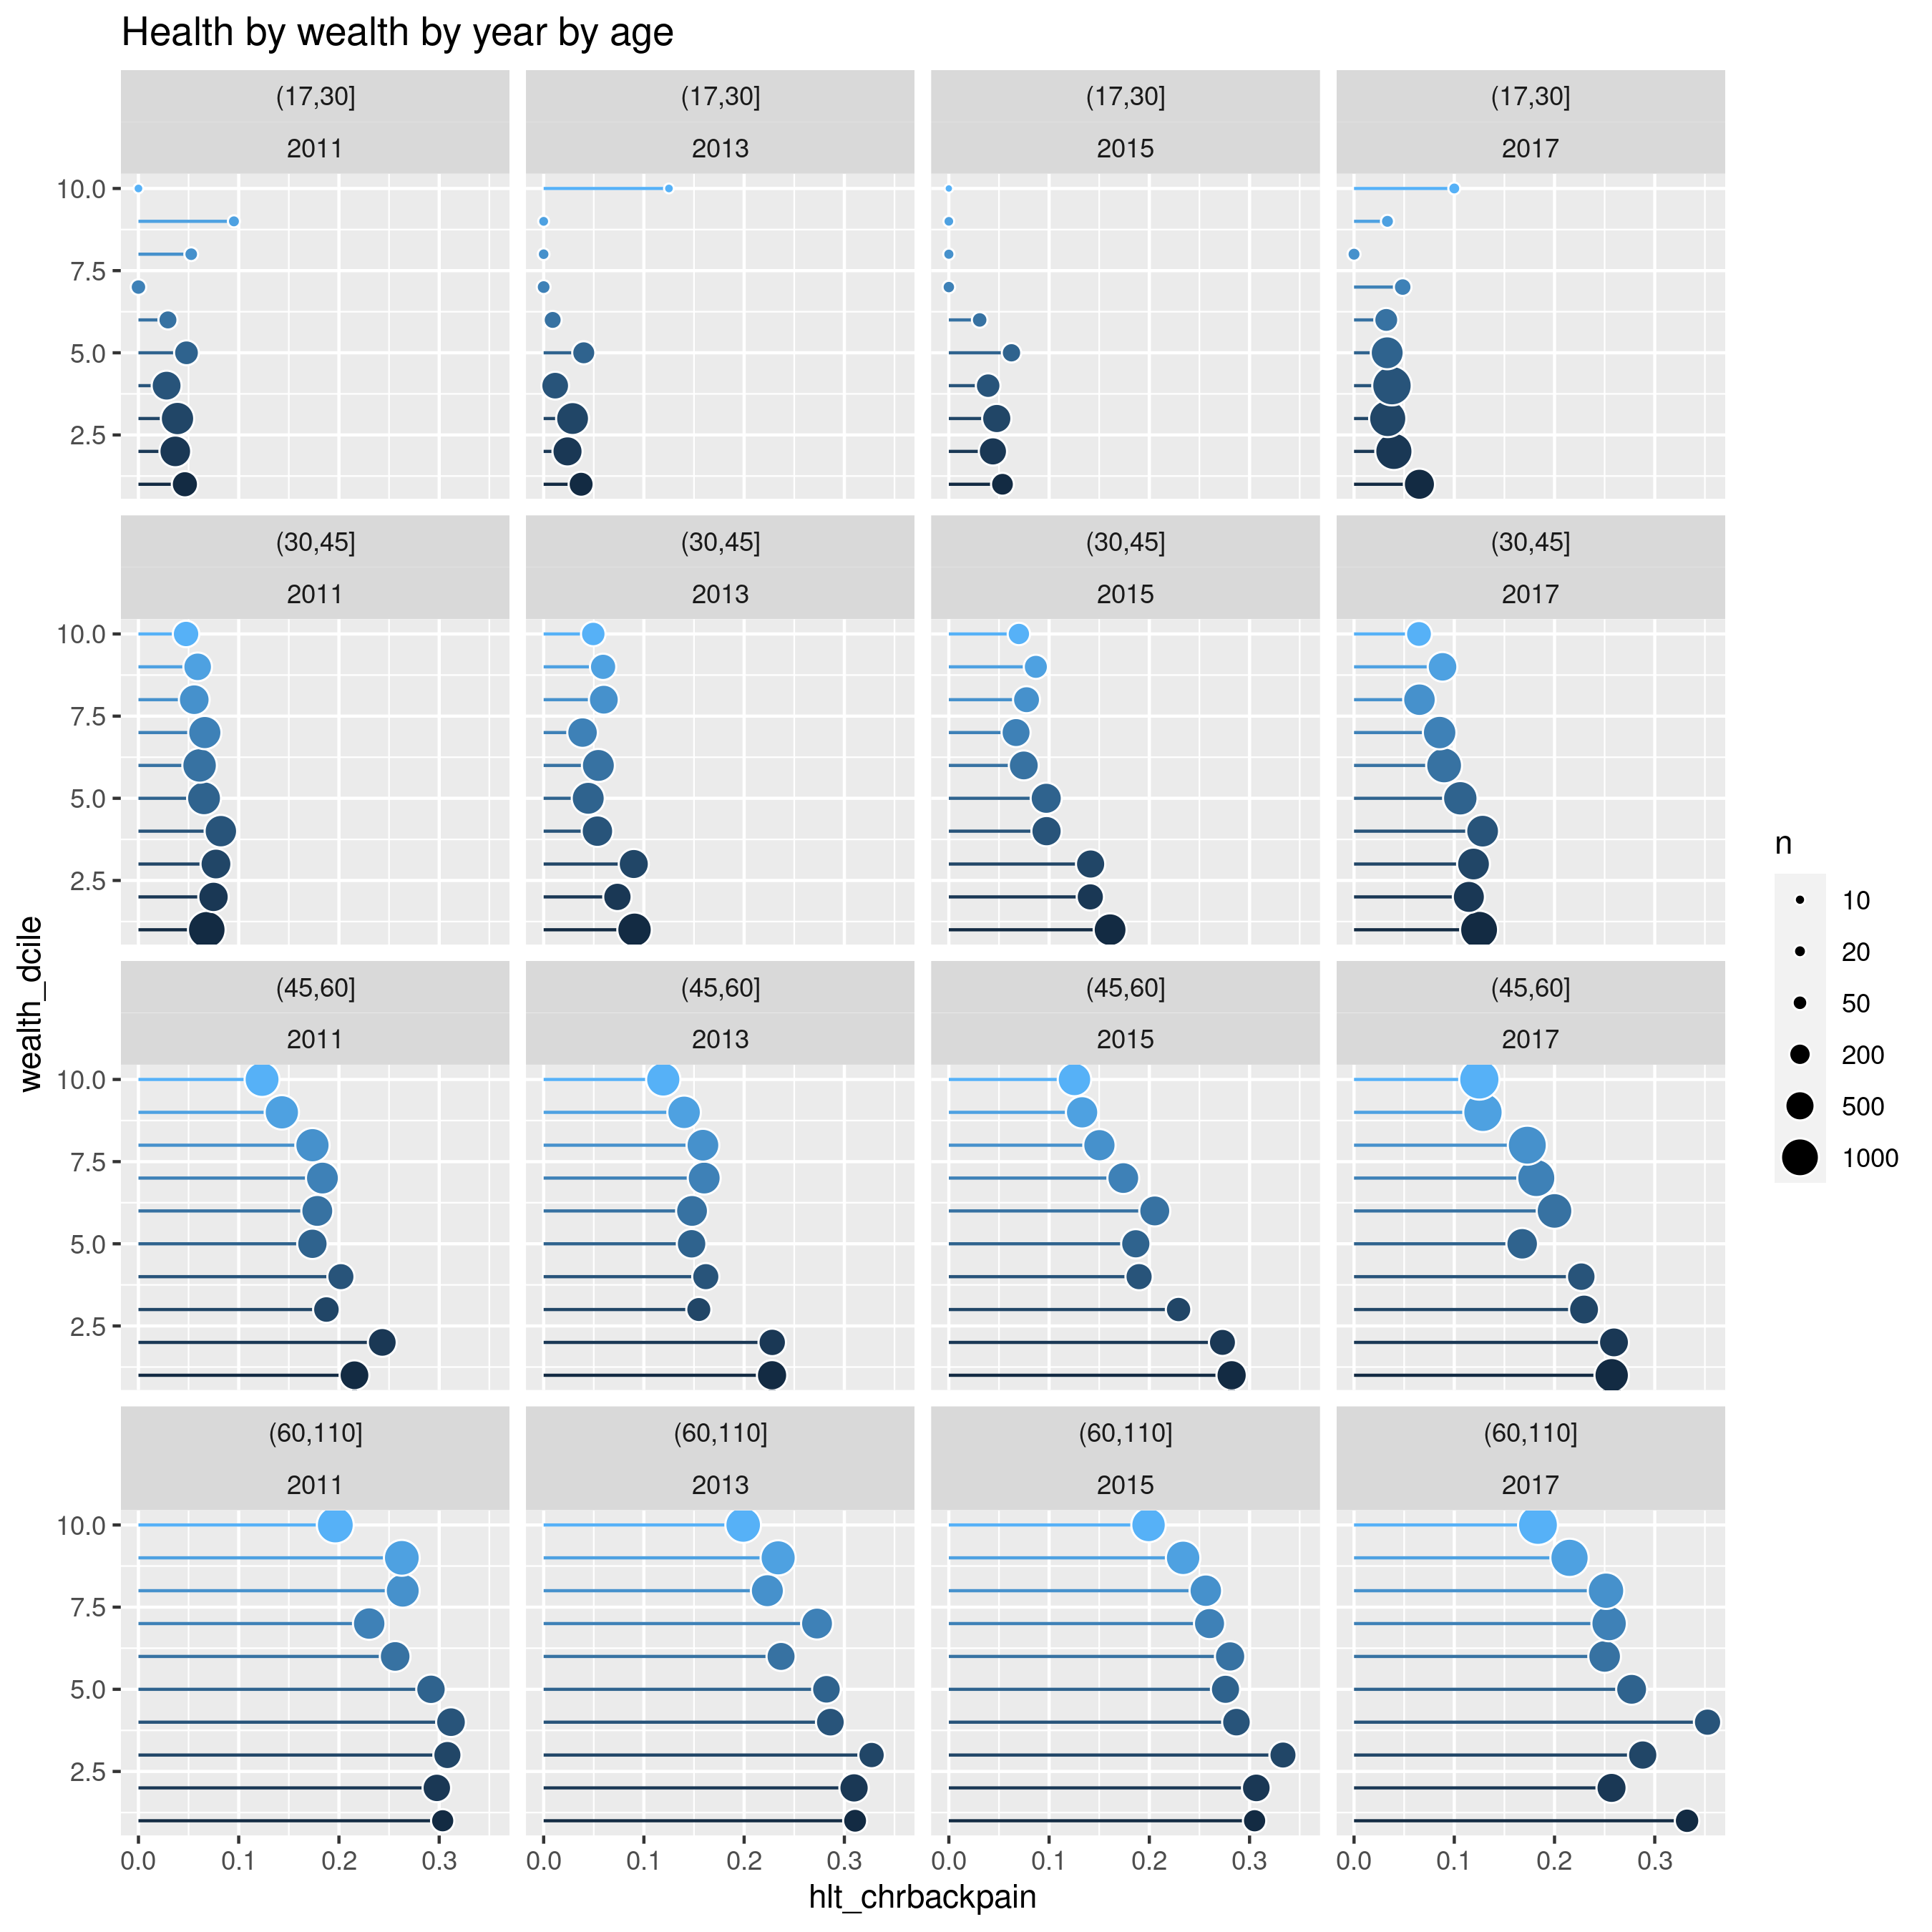 Health by wealth by year by age
(17,30] (17,30] (17,30] (17,30]
2011 2013 2015 2017
10.0
7.5
5.0
2.5
(30,45] (30,45] (30,45] (30,45]
2011 2013 2015 2017
10.0
7.5
5.0
2.5
(45,60] (45,60] (45,60] (45,60]
2011 2013 2015 2017
10.0
7.5
5.0
2.5
(60,110] (60,110] (60,110] (60,110]
2011 2013 2015 2017
10.0
7.5
5.0
2.5
0.0 0.1 0.2 0.3 0.0 0.1 0.2 0.3 0.0 0.1 0.2 0.3 0.0 0.1 0.2 0.3
hlt_chrbackpain
wealth_dcile
n
10
20
50
200
500
1000